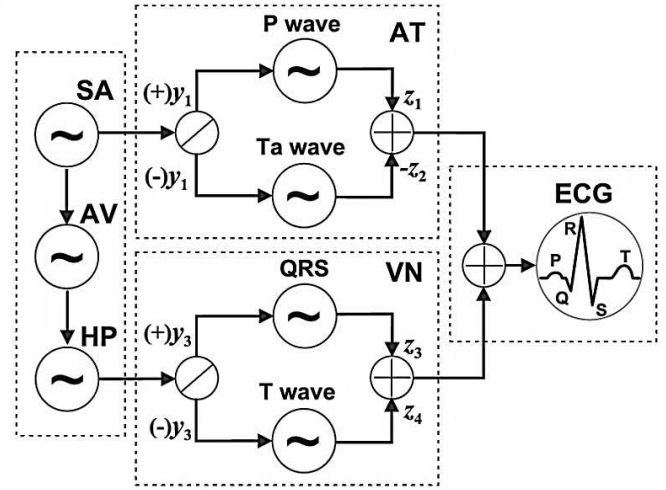 P wave
AT
SA
(+)y₁
z₁
~
~
Ta wave
(-)y₁
-z₂
~
AV
~
ECG
R
P
T
Q
S
QRS
VN
HP
(+)y₃
z₃
~
~
T wave
(-)y₃
z₄
~